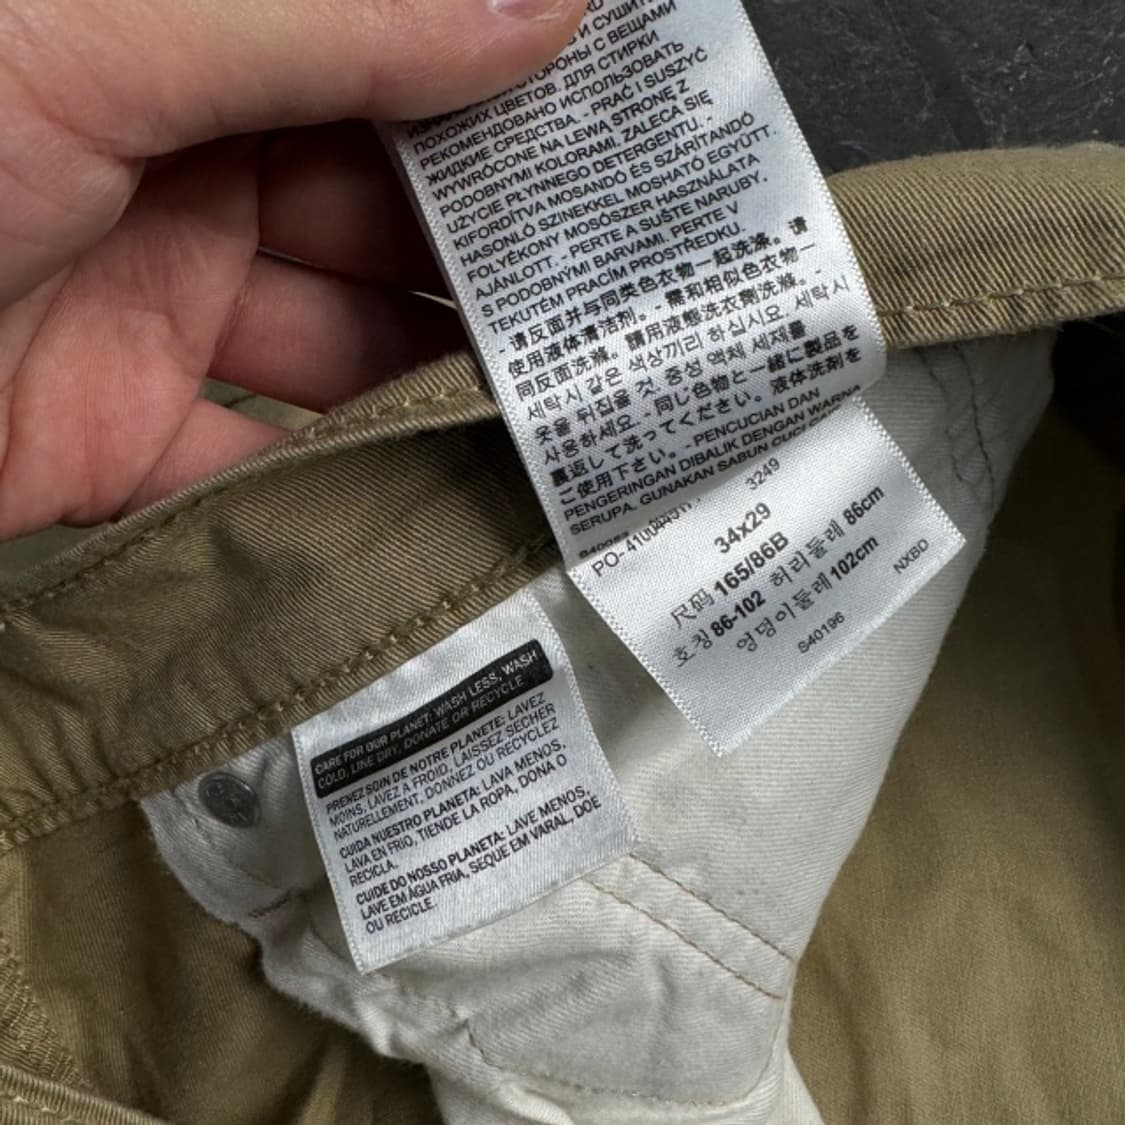 И СУШИТ
СТОРОНЫ С ВЕЩАМИ
ПОХОЖИХ ЦВЕТОВ. ДЛЯ СТИРКИ
РЕКОМЕНДОВАНО ИСПОЛЬЗОВАТЬ
ЖИДКИЕ СРЕДСТВА. - PRAĆ I SUSZYĆ
WYWRÓCONE NA LEWĄ STRONĘ Z
PODOBNYMI KOLORAMI. ZALECA SIĘ
UŻYCIE PŁYNNEGO DETERGENTU. -
KIFORDÍTVA MOSANDÓ ÉS SZÁRÍTANDÓ
HASONLÓ SZINEKKEL MOSHATÓ EGYÜTT.
FOLYÉKONY MOSÓSZER HASZNÁLATA
AJÁNLOTT. - PERTE A SUŠTE NARUBY,
S PODOBNÝMI BARVAMI. PERTE V
TEKUTÉM PRACÍM PROSTŘEDKU.
- 请反面并与同类色衣物一起洗涤。请
使用液体清洁剂。- 需和相似色衣物一
同反面洗滌。請用液態洗衣劑洗滌. -
세탁시 같은 색상끼리 하십시오. 세탁시
옷을 뒤집을 것. 중성 액체 세제를
사용하세요. - 同じ色物と一緒に製品を
裏返して洗ってください。液体洗剤を
ご使用下さい。- PENCUCIAN DAN
PENGERINGAN DIBALIK DENGAN WARNA
SERUPA. GUNAKAN SABUN CUCI
3249
34x29
尺码 165/86B
호칭 86-102 허리둘레 86cm
엉덩이둘레 102cm
S40196
NXBD
CARE FOR OUR PLANET: WASH LESS, WASH
COLD, LINE DRY, DONATE OR RECYCLE
PRENEZ SOIN DE NOTRE PLANETE: LAVEZ
MOINS, LAVEZ A FROID, LAISSEZ SECHER
NATURELLEMENT, DONNEZ OU RECYCLEZ
CUIDA NUESTRO PLANETA: LAVA MENOS,
LAVA EN FRIO, TIENDE LA ROPA, DONA O
RECICLA.
CUIDE DO NOSSO PLANETA: LAVE MENOS,
LAVE EM ÁGUA FRIA, SEQUE EM VARAL, DOE
OU RECICLE.